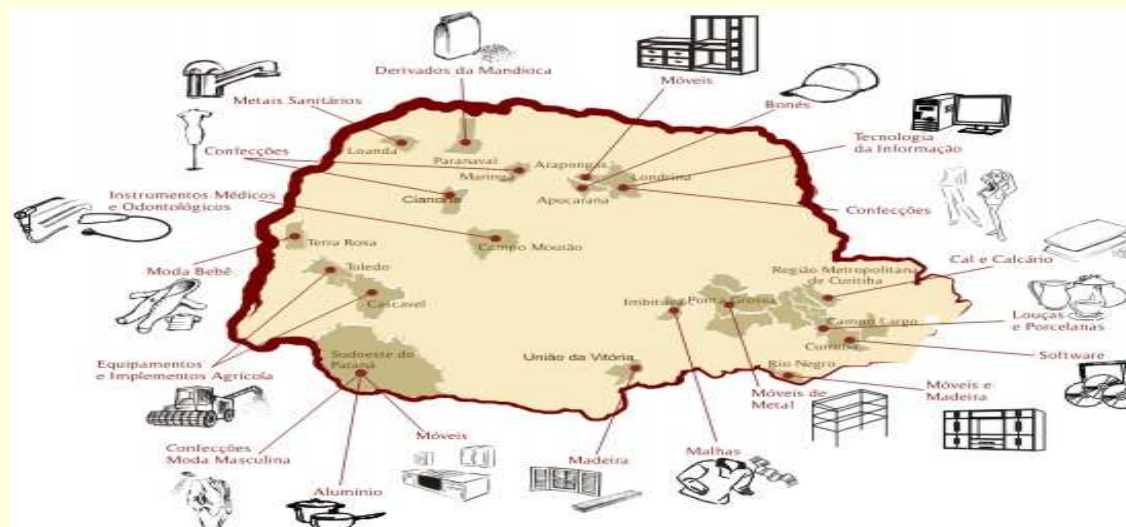 Derivados da Mandioca
Móveis
Metais Sanitários
Bonés
Tecnologia
da Informação
Confecções
Loanda
Paranavaí
Maringá
Arapongas
Londrina
Apucarana
Cianorte
Instrumentos Médicos
e Odontológicos
Confecções
Terra Rosa
Campo Mourão
Moda Bebê
Toledo
Cascavel
Região Metropolitana
de Curitiba
Cal e Calcário
Imbituva
Ponta Grossa
Louças
e Porcelanas
Campo Largo
Curitiba
Software
Equipamentos
e Implementos Agrícola
Sudoeste do
Paraná
União da Vitória
Rio Negro
Móveis de
Metal
Móveis e
Madeira
Confecções
Moda Masculina
Móveis
Madeira
Malhas
Alumínio